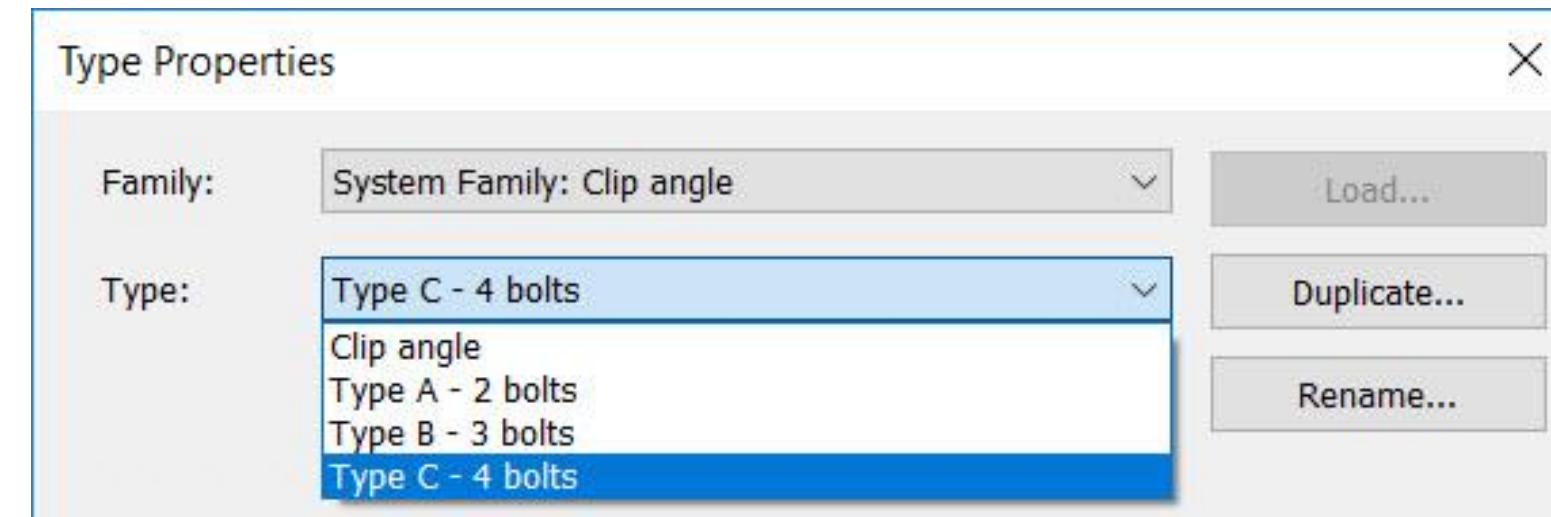 Type Properties
Family: System Family: Clip angle Load...
Type: Type C - 4 bolts Duplicate...
Clip angle
Type A - 2 bolts
Type B - 3 bolts
Type C - 4 bolts
Rename...